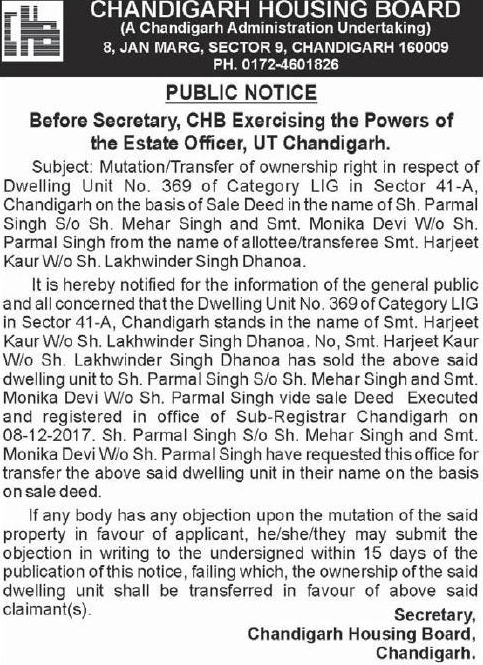 CHB
CHANDIGARH HOUSING BOARD
(A Chandigarh Administration Undertaking)
8, JAN MARG, SECTOR 9, CHANDIGARH 160009
PH. 0172-4601826
PUBLIC NOTICE
Before Secretary, CHB Exercising the Powers of
the Estate Officer, UT Chandigarh.
Subject: Mutation/Transfer of ownership right in respect of
Dwelling Unit No. 369 of Category LIG in Sector 41-A,
Chandigarh on the basis of Sale Deed in the name of Sh. Parmal
Singh S/o Sh. Mehar Singh and Smt. Monika Devi W/o Sh.
Parmal Singh from the name of allottee/transferee Smt. Harjeet
Kaur W/o Sh. Lakhwinder Singh Dhanoa.
It is hereby notified for the information of the general public
and all concerned that the Dwelling Unit No. 369 of Category LIG
in Sector 41-A, Chandigarh stands in the name of Smt. Harjeet
Kaur W/o Sh. Lakhwinder Singh Dhanoa. No, Smt. Harjeet Kaur
W/o Sh. Lakhwinder Singh Dhanoa has sold the above said
dwelling unit to Sh. Parmal Singh S/o Sh. Mehar Singh and Smt.
Monika Devi W/o Sh. Parmal Singh vide sale Deed Executed
and registered in office of Sub-Registrar Chandigarh on
08-12-2017. Sh. Parmal Singh S/o Sh. Mehar Singh and Smt.
Monika Devi W/o Sh. Parmal Singh have requested this office for
transfer the above said dwelling unit in their name on the basis
on sale deed.
If any body has any objection upon the mutation of the said
property in favour of applicant, he/she/they may submit the
objection in writing to the undersigned within 15 days of the
publication of this notice, failing which, the ownership of the said
dwelling unit shall be transferred in favour of above said
claimant(s).
Secretary,
Chandigarh Housing Board,
Chandigarh.